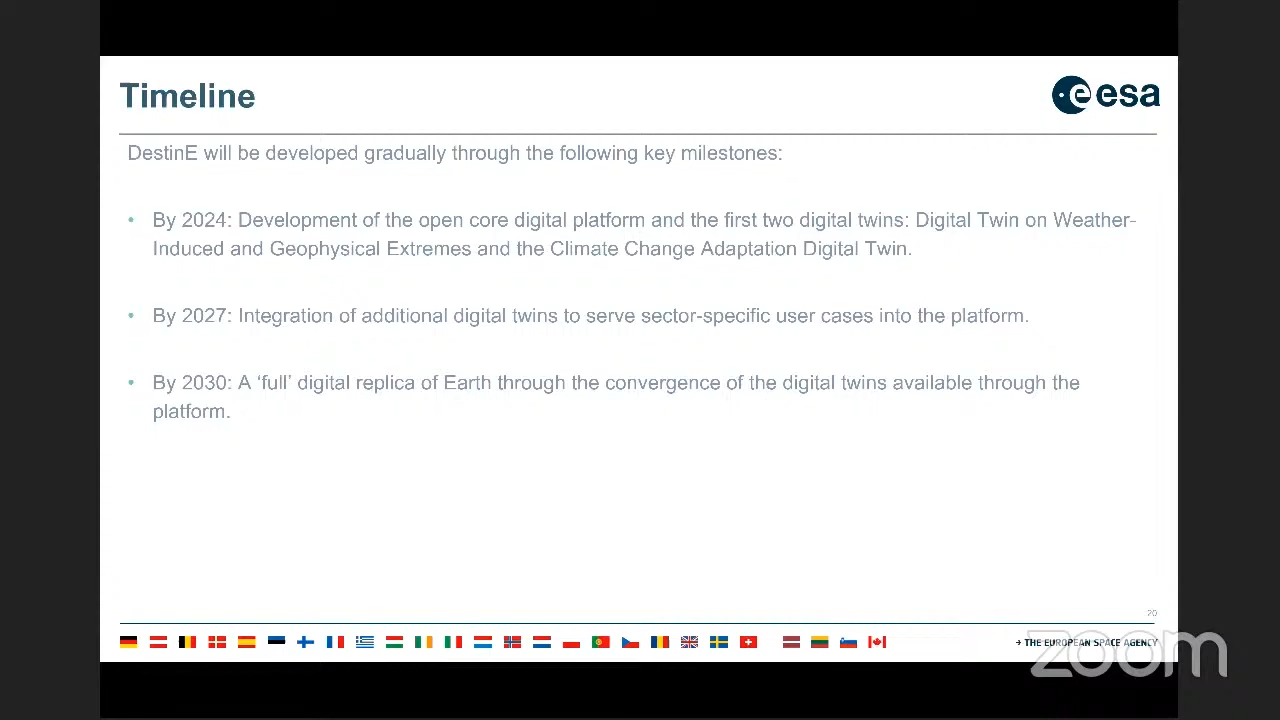 Timeline
esa
DestinE will be developed gradually through the following key milestones:
• By 2024: Development of the open core digital platform and the first two digital twins: Digital Twin on Weather-
Induced and Geophysical Extremes and the Climate Change Adaptation Digital Twin.
• By 2027: Integration of additional digital twins to serve sector-specific user cases into the platform.
• By 2030: A ‘full’ digital replica of Earth through the convergence of the digital twins available through the
platform.
20
→ THE EUROPEAN SPACE AGENCY
zoom